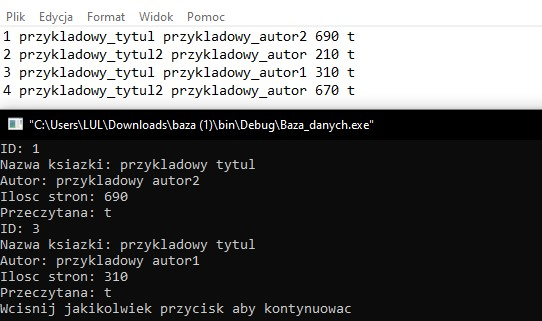 Plik Edycja Format Widok Pomoc
1 przykladowy_tytul przykladowy_autor2 690 t
2 przykladowy_tytul2 przykladowy_autor 210 t
3 przykladowy_tytul przykladowy_autor1 310 t
4 przykladowy_tytul2 przykladowy_autor 670 t
"C:\Users\LUL\Downloads\baza (1)\bin\Debug\Baza_danych.exe"
ID: 1
Nazwa ksiazki: przykladowy tytul
Autor: przykladowy autor2
Ilosc stron: 690
Przeczytana: t
ID: 3
Nazwa ksiazki: przykladowy tytul
Autor: przykladowy autor1
Ilosc stron: 310
Przeczytana: t
Wcisnij jakikolwiek przycisk aby kontynuowac